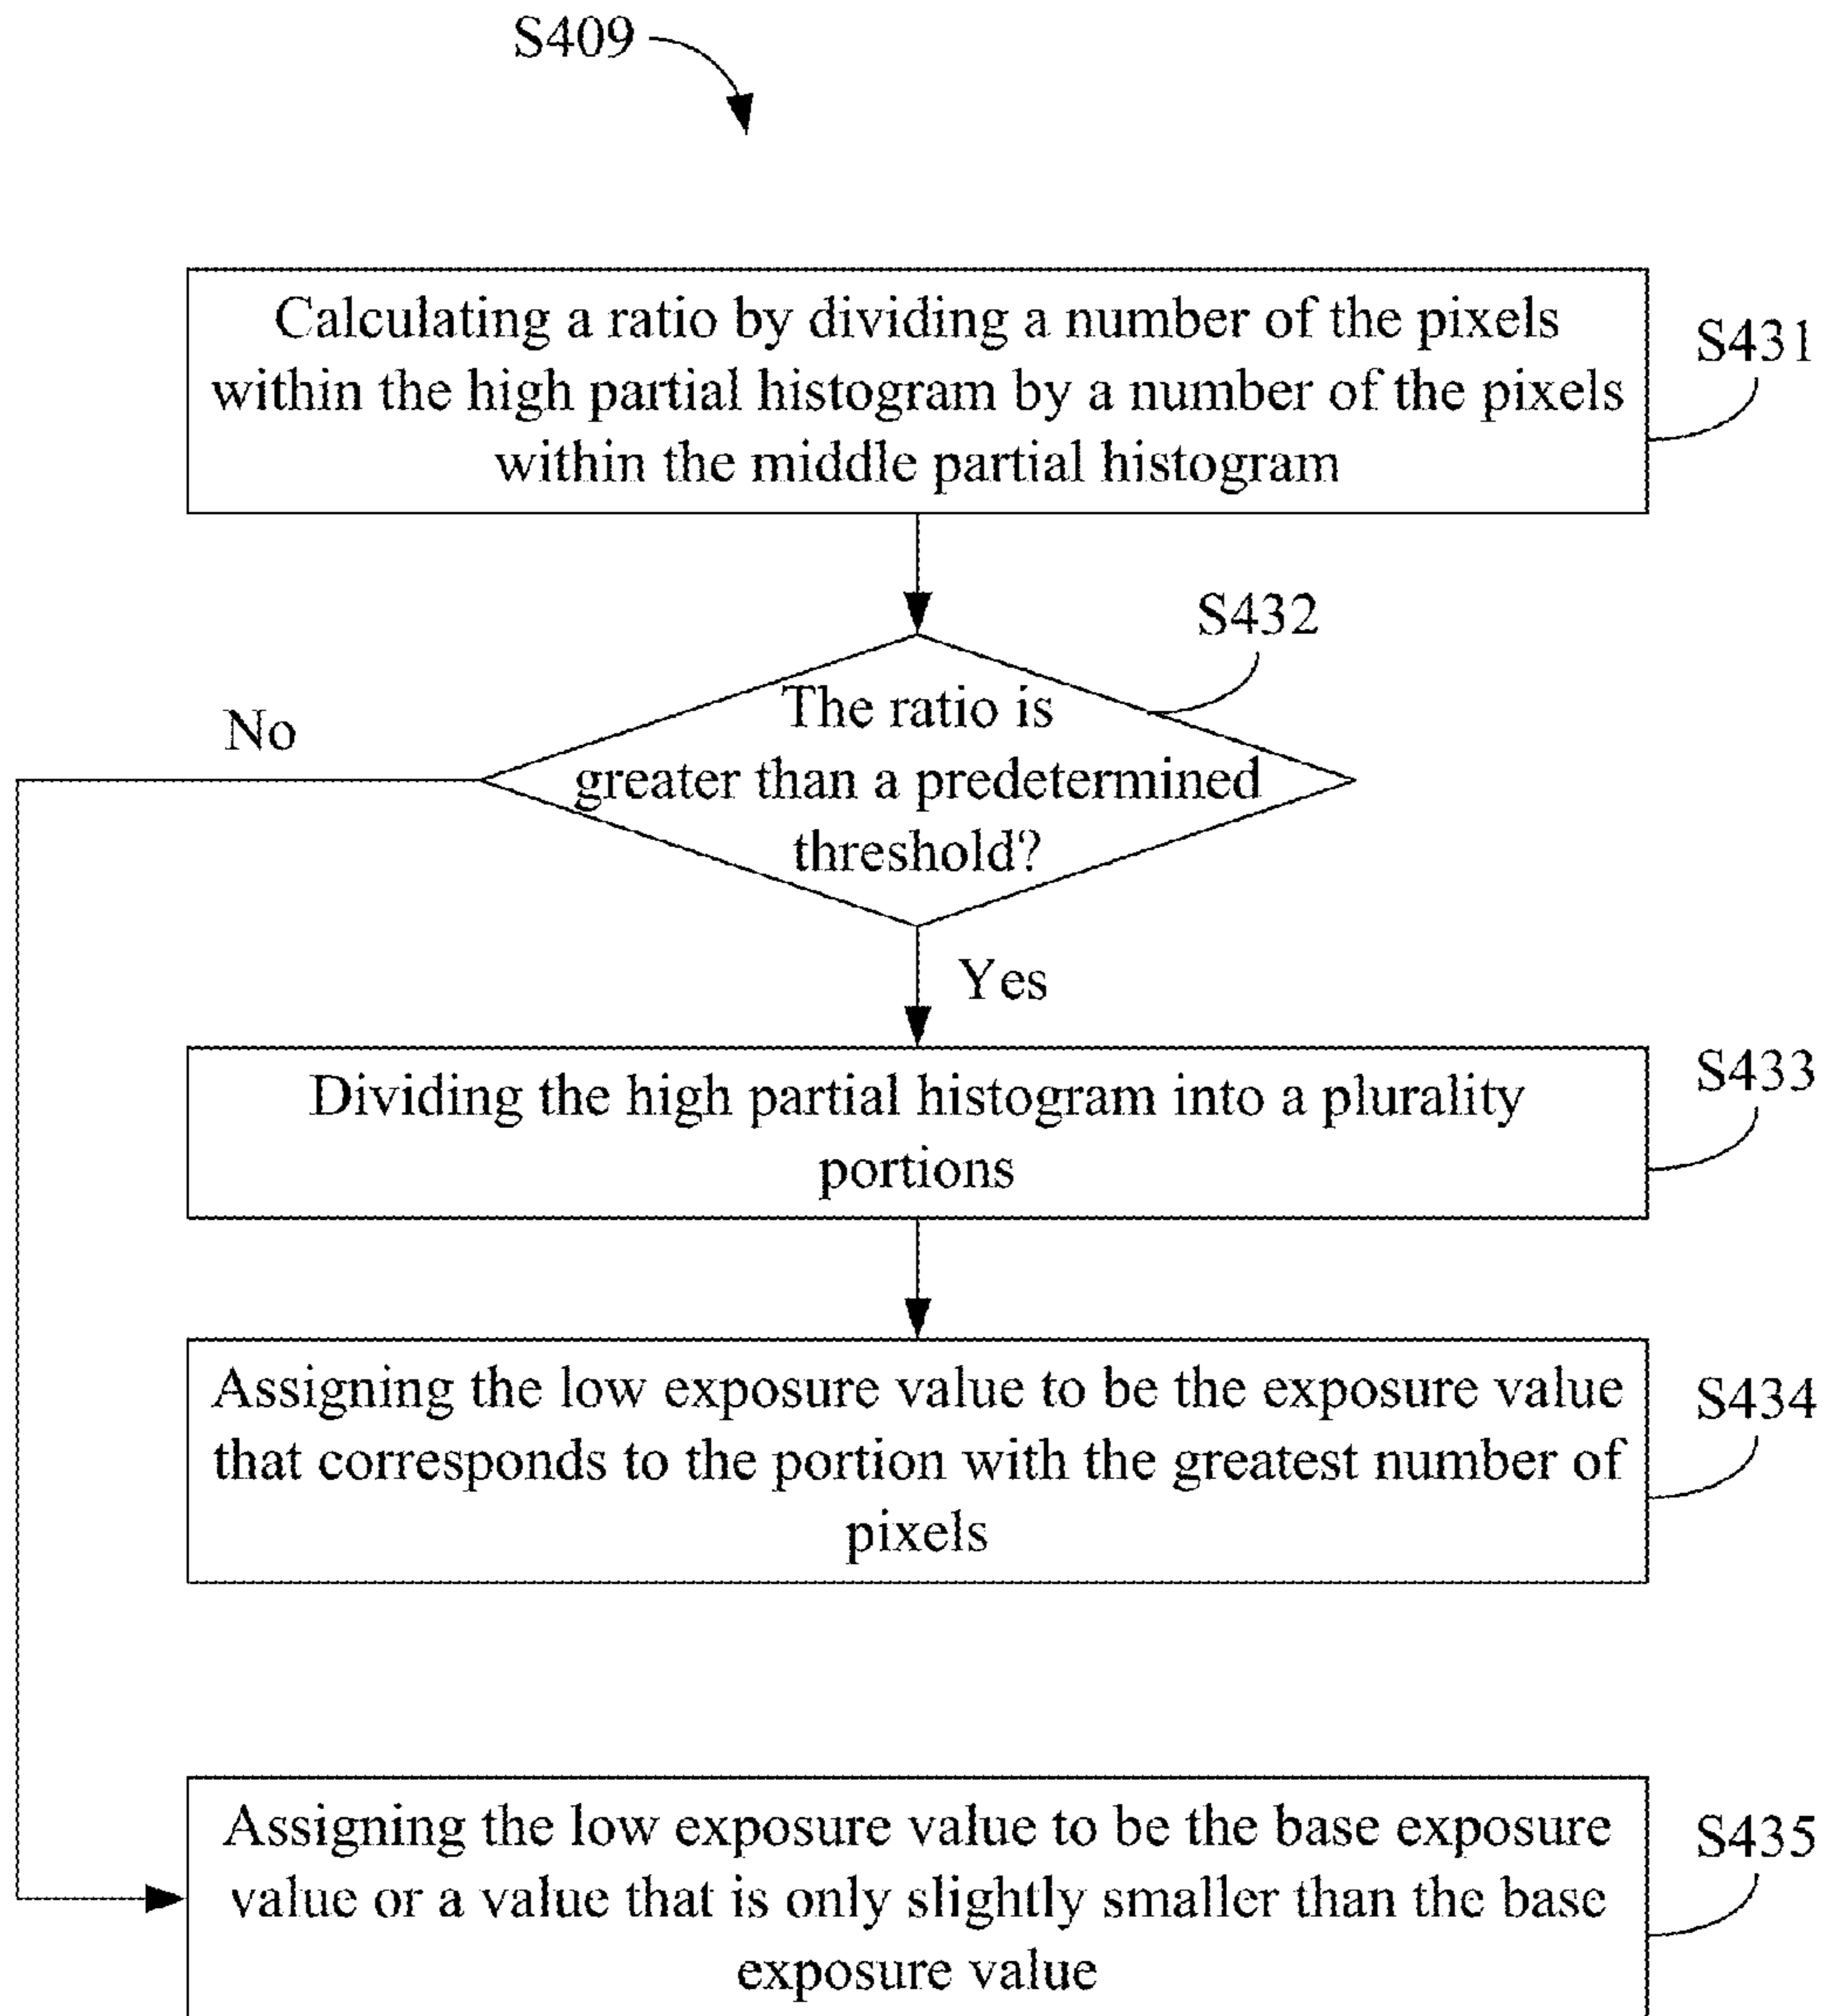 S409
Calculating a ratio by dividing a number of the pixels
within the high partial histogram by a number of the pixels
within the middle partial histogram
S431
S432
The ratio is
greater than a predetermined
threshold?
No
Yes
Dividing the high partial histogram into a plurality
portions
S433
Assigning the low exposure value to be the exposure value
that corresponds to the portion with the greatest number of
pixels
S434
Assigning the low exposure value to be the base exposure
value or a value that is only slightly smaller than the base
exposure value
S435